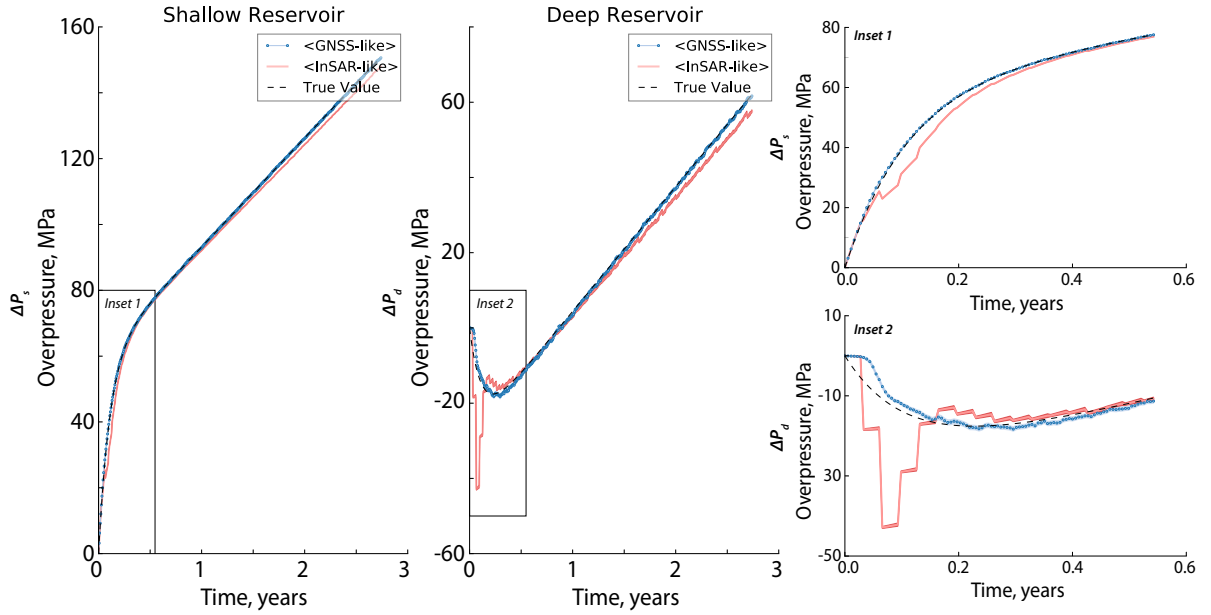 Shallow Reservoir
<GNSS-like>
<InSAR-like>
True Value
Inset 1
ΔPs
Overpressure, MPa
160
120
80
40
0
0
1
2
3
Time, years
Deep Reservoir
<GNSS-like>
<InSAR-like>
True Value
Inset 2
ΔPd
Overpressure, MPa
60
20
-20
-60
0
1
2
3
Time, years
Inset 1
ΔPs
Overpressure, MPa
80
60
40
20
0
0.0
0.2
0.4
0.6
Time, years
Inset 2
ΔPd
Overpressure, MPa
10
-10
30
-50
0.0
0.2
0.4
0.6
Time, years